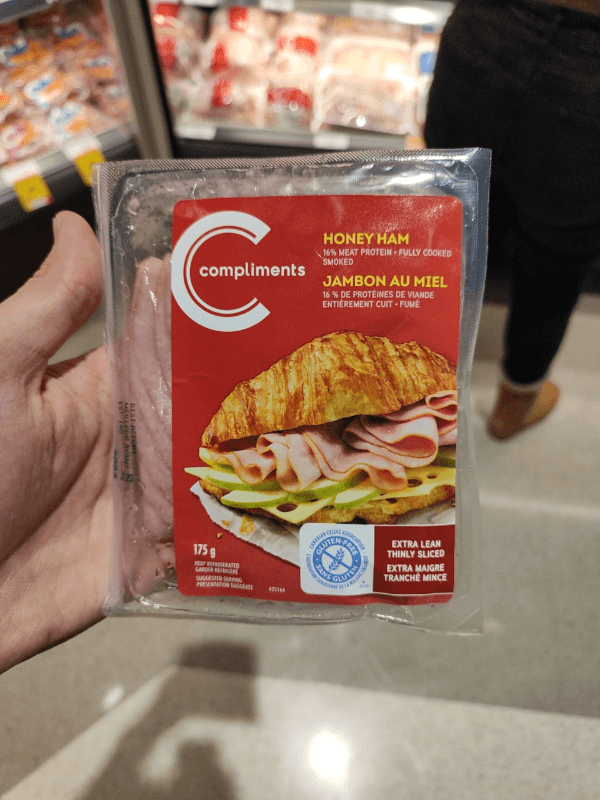 compliments
HONEY HAM
16% MEAT PROTEIN • FULLY COOKED
SMOKED
JAMBON AU MIEL
16 % DE PROTÉINES DE VIANDE
ENTIÈREMENT CUIT • FUMÉ
175 g
KEEP REFRIGERATED
GARDER RÉFRIGÉRÉ
SUGGESTED SERVING
PRÉSENTATION SUGGÉRÉE
GLUTEN-FREE
SANS GLUTEN
EXTRA LEAN
THINLY SLICED
EXTRA MAIGRE
TRANCHÉ MINCE